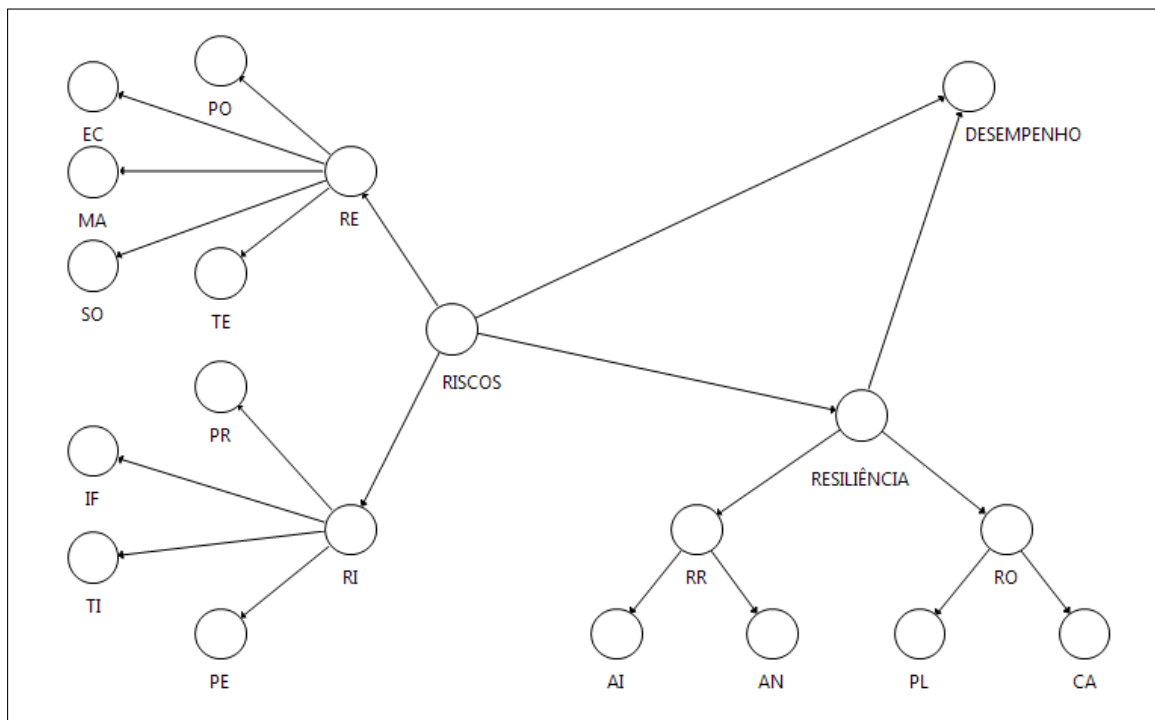 PO
EC
DESEMPENHO
MA
RE
SO
TE
RISCOS
PR
RESILIÊNCIA
IF
RI
RR
RO
TI
PE
AI
AN
PL
CA